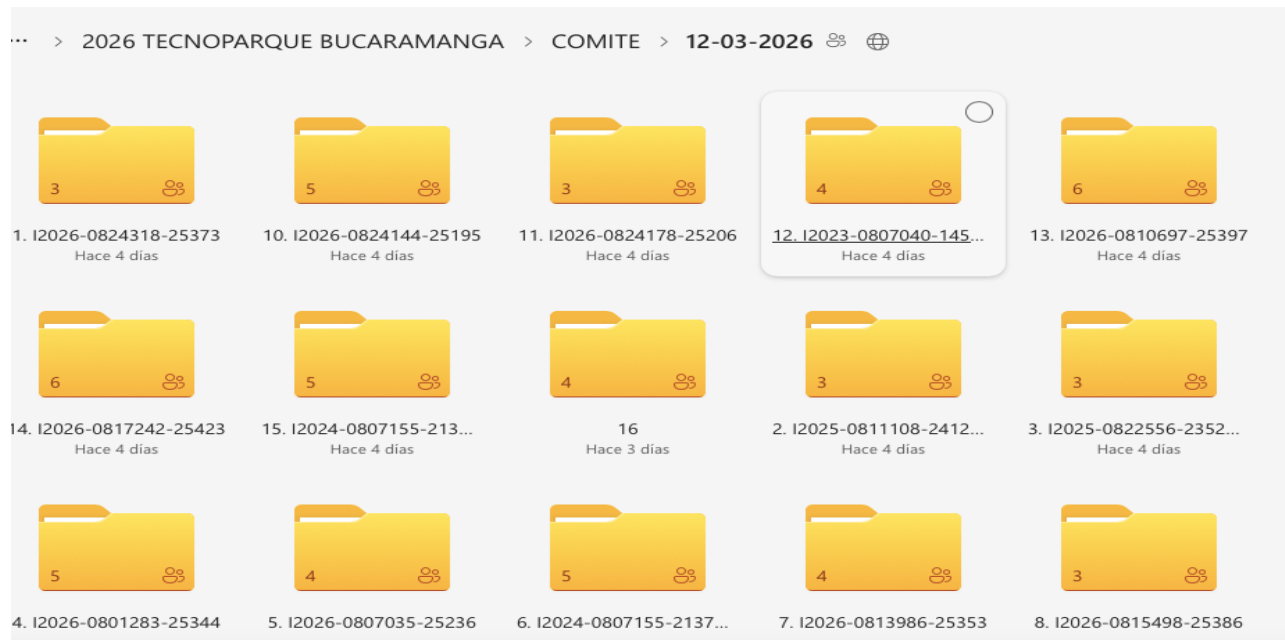 ... > 2026 TECNOPARQUE BUCARAMANGA > COMITE > 12-03-2026
3
5
3
4
6
1. I2026-0824318-25373
10. I2026-0824144-25195
11. I2026-0824178-25206
12. I2023-0807040-145...
13. I2026-0810697-25397
Hace 4 días
Hace 4 días
Hace 4 días
Hace 4 días
Hace 4 días
6
5
4
3
3
14. I2026-0817242-25423
15. I2024-0807155-213...
16
2. I2025-0811108-2412...
3. I2025-0822556-2352...
Hace 4 días
Hace 4 días
Hace 3 días
Hace 4 días
Hace 4 días
5
4
5
4
3
4. I2026-0801283-25344
5. I2026-0807035-25236
6. I2024-0807155-2137...
7. I2026-0813986-25353
8. I2026-0815498-25386